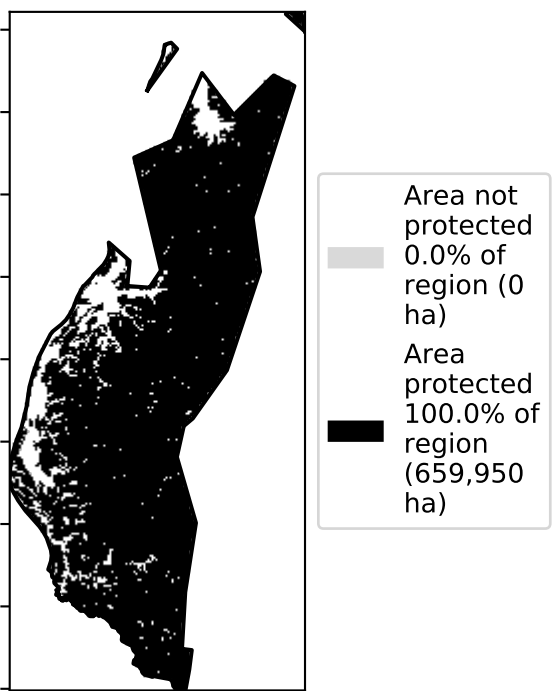 Area not
protected
0.0% of
region (0
ha)
Area
protected
100.0% of
region
(659,950
ha)